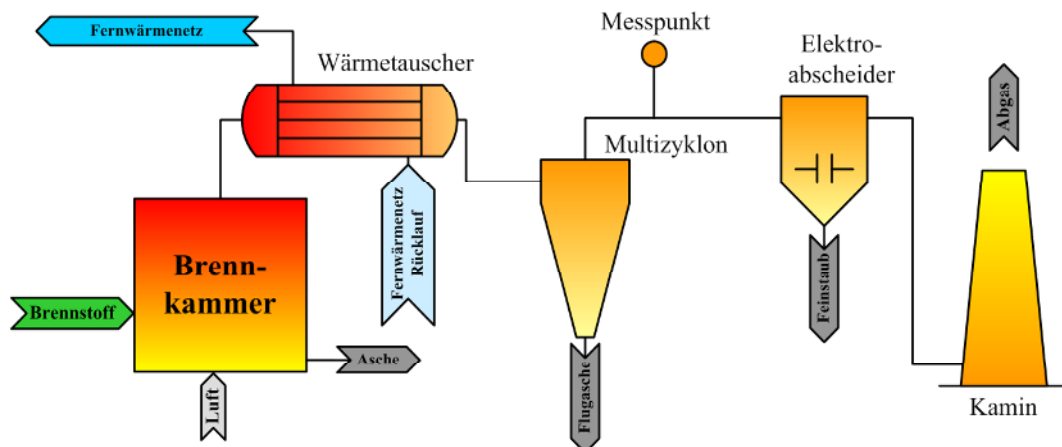 Fernwärmenetz
Wärmetauscher
Messpunkt
Elektro-
abscheider
Abgas
Multizyklon
Fernwärmenetz
Rücklauf
Brenn-
kammer
Brennstoff
Feinstaub
Asche
Luft
Flugasche
Kamin